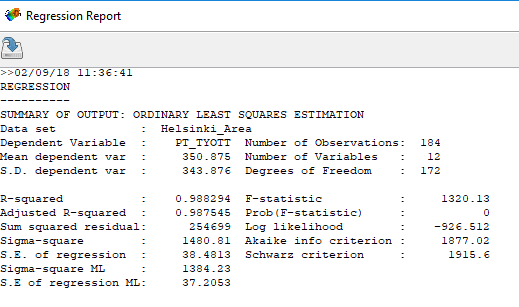 Regression Report
>>02/09/18 11:36:41
REGRESSION
----------
SUMMARY OF OUTPUT: ORDINARY LEAST SQUARES ESTIMATION
Data set : Helsinki_Area
Dependent Variable : PT_TYOTT Number of Observations: 184
Mean dependent var : 350.875 Number of Variables : 12
S.D. dependent var : 343.876 Degrees of Freedom : 172
R-squared : 0.988294 F-statistic : 1320.13
Adjusted R-squared : 0.987545 Prob(F-statistic) : 0
Sum squared residual: 254699 Log likelihood : -926.512
Sigma-square : 1480.81 Akaike info criterion : 1877.02
S.E. of regression : 38.4813 Schwarz criterion : 1915.6
Sigma-square ML : 1384.23
S.E of regression ML: 37.2053